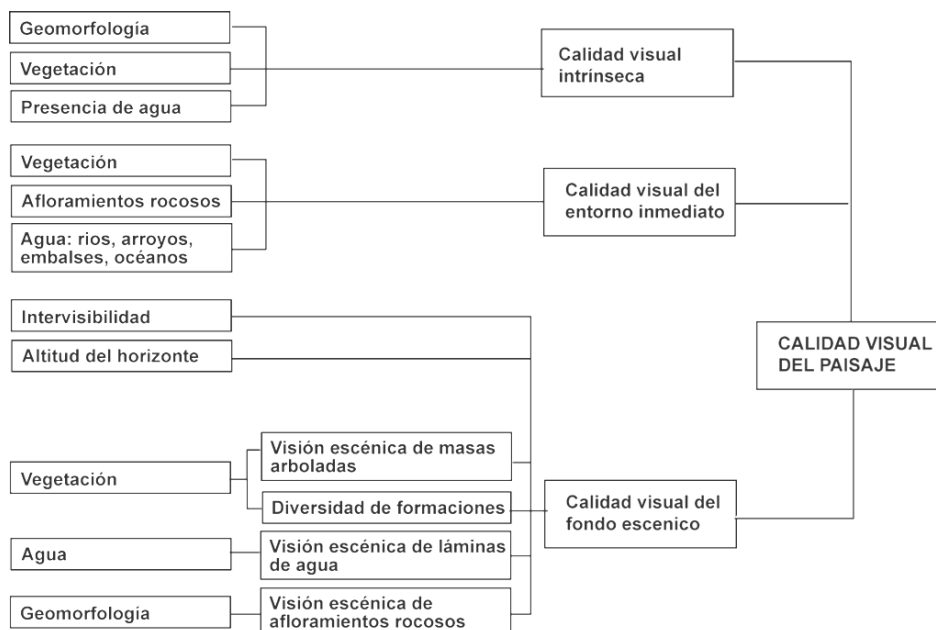 Geomorfología
Vegetación
Presencia de agua
Calidad visual
intrínseca
Vegetación
Afloramientos rocosos
Agua: rios, arroyos,
embalses, océanos
Calidad visual del
entorno inmediato
Intervisibilidad
Altitud del horizonte
CALIDAD VISUAL
DEL PAISAJE
Vegetación
Visión escénica de masas
arboladas
Diversidad de formaciones
Calidad visual del
fondo escenico
Agua
Visión escénica de láminas
de agua
Geomorfología
Visión escénica de
afloramientos rocosos